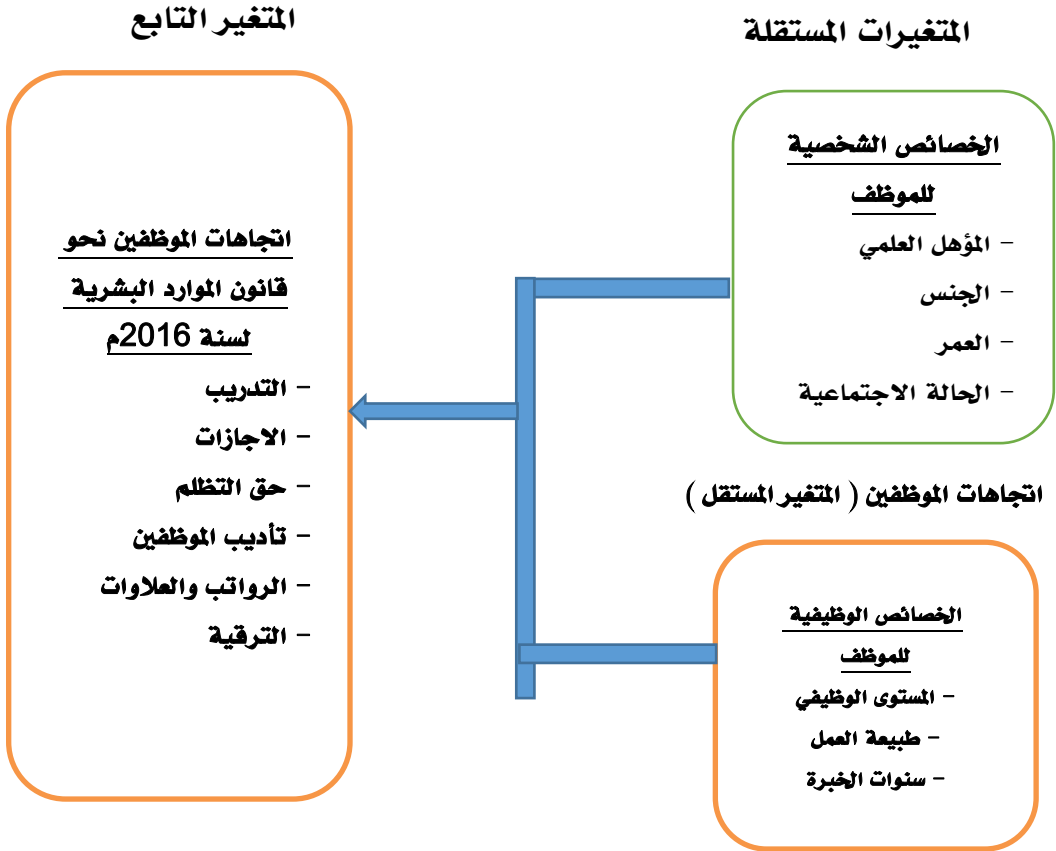 المتغيرات المستقلة
الخصائص الشخصية
للموظف
- المؤهل العلمي
- الجنس
- العمر
- الحالة الاجتماعية
اتجاهات الموظفين ( المتغير المستقل )
الخصائص الوظيفية
للموظف
- المستوى الوظيفي
- طبيعة العمل
- سنوات الخبرة
المتغير التابع
اتجاهات الموظفين نحو
قانون الموارد البشرية
لسنة 2016م
- التدريب
- الاجازات
- حق التظلم
- تأديب الموظفين
- الرواتب والعلاوات
- الترقية